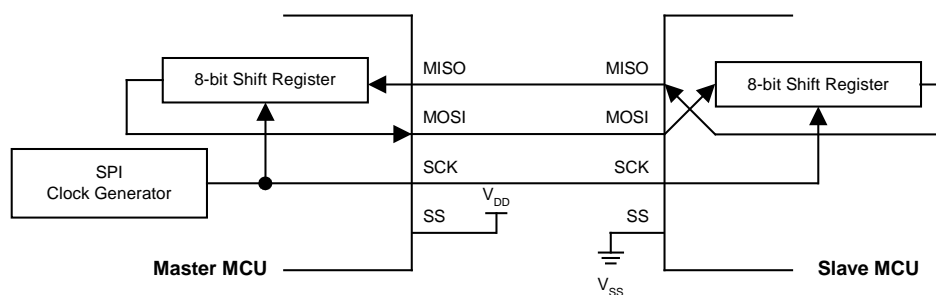 8-bit Shift Register
MISO MISO
8-bit Shift Register
MOSI MOSI
SPI
Clock Generator
SCK SCK
VDD
SS SS
Master MCU
VSS
Slave MCU